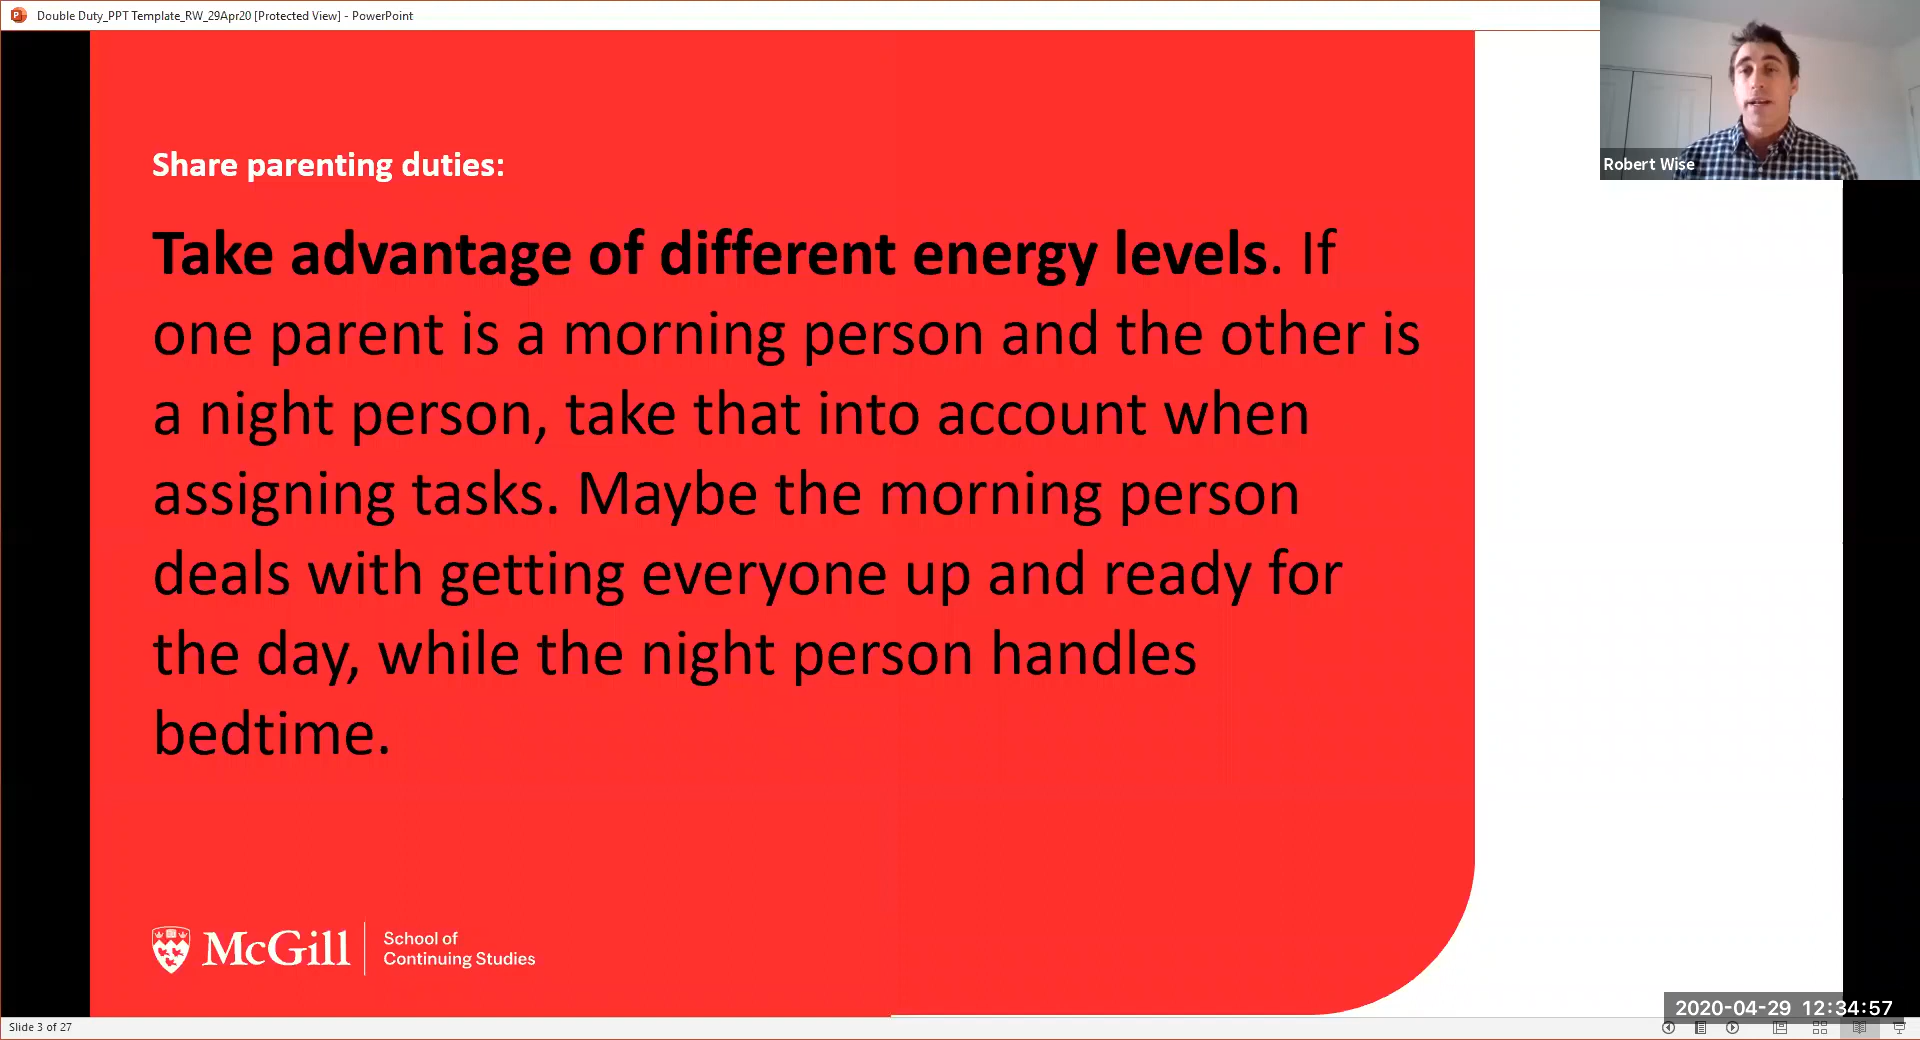 Double Duty_PPT Template_RW_29Apr20 [Protected View] - PowerPoint
Robert Wise
Share parenting duties:
Take advantage of different energy levels. If
one parent is a morning person and the other is
a night person, take that into account when
assigning tasks. Maybe the morning person
deals with getting everyone up and ready for
the day, while the night person handles
bedtime.
McGill
School of
Continuing Studies
2020-04-29 12:34:57
Slide 3 of 27